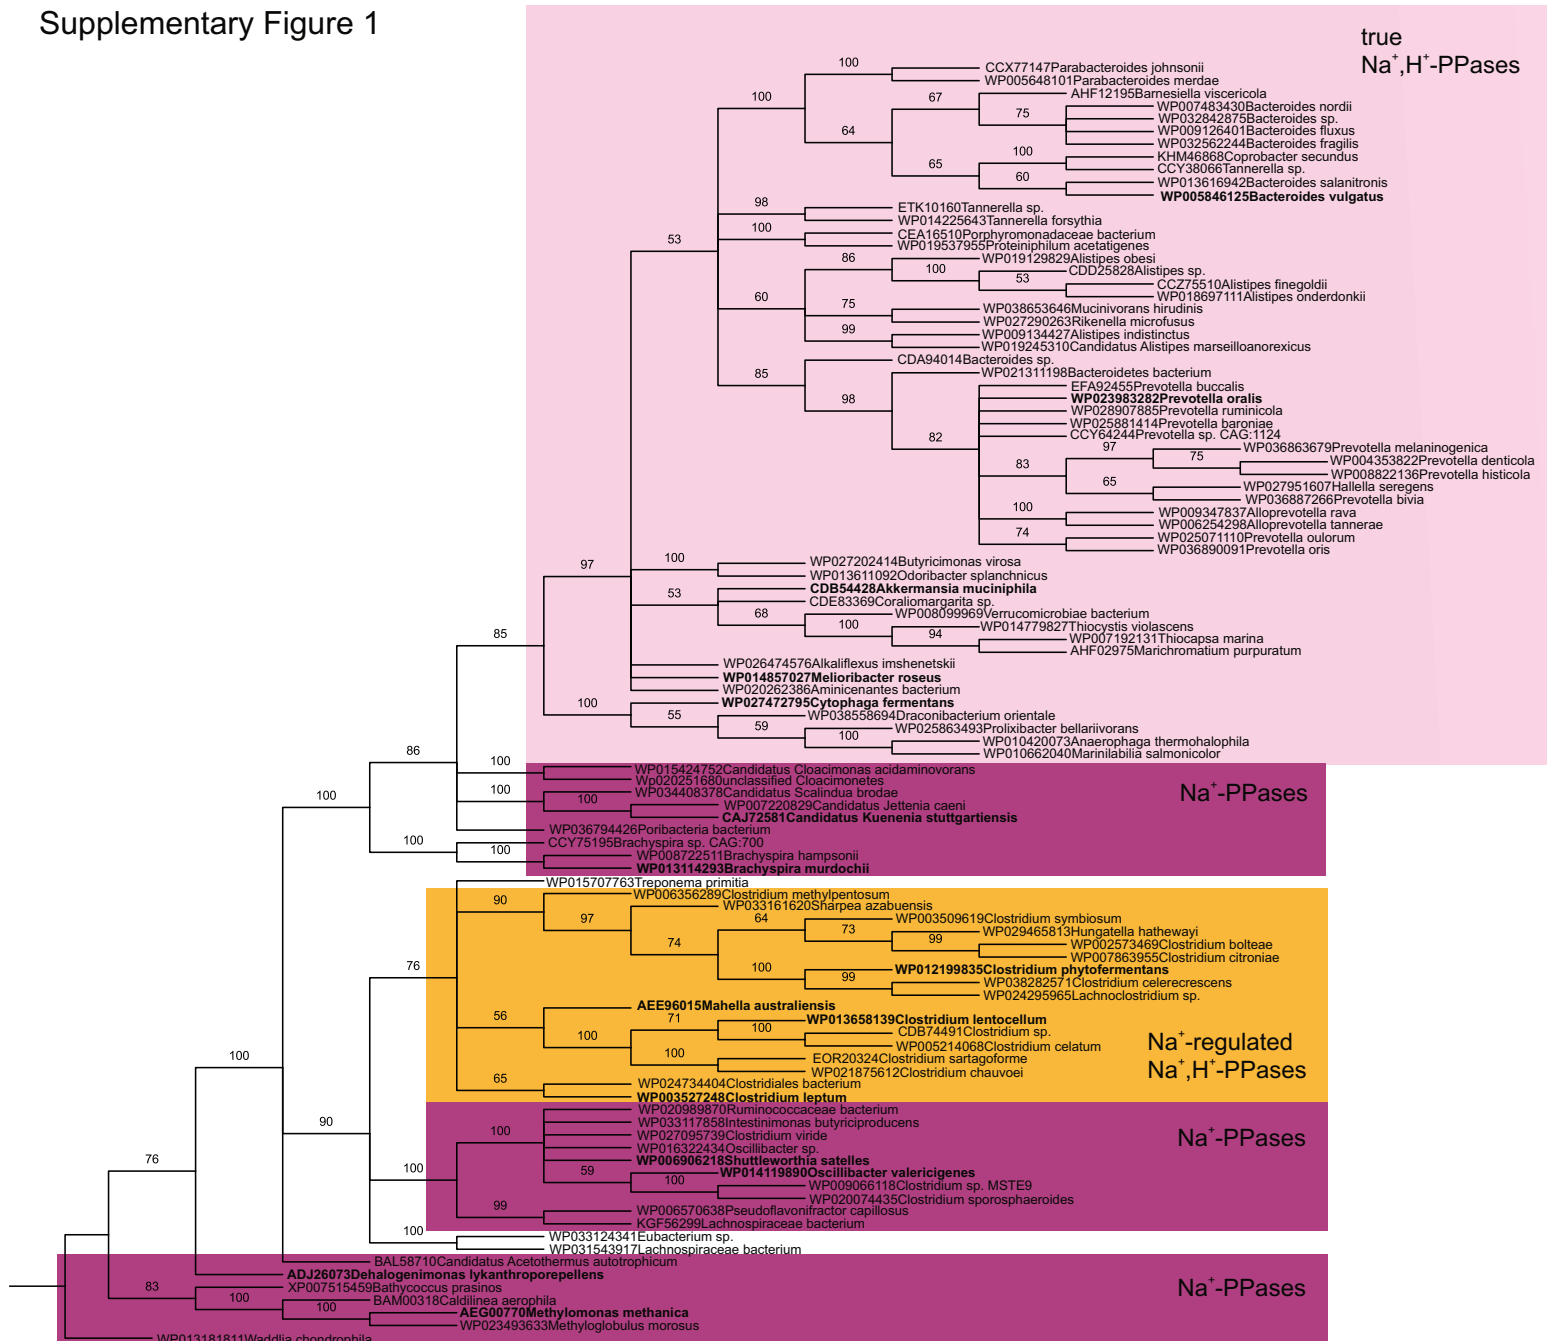 Supplementary Figure 1
true
Na+,H+-PPases
100
CCX77147Parabacteroides johnsonii
WP005648101Parabacteroides merdae
100
67
AHF12195Barnesiella viscericola
WP007483430Bacteroides nordii
75
WP032842875Bacteroides sp.
WP009126401Bacteroides fluxus
64
WP032562244Bacteroides fragilis
100
KHM46868Coprobacter secundus
65
CCY38066Tannerella sp.
60
WP013616942Bacteroides salanitronis
WP005846125Bacteroides vulgatus
98
ETK10160Tannerella sp.
WP014225643Tannerella forsythia
100
CEA16510Porphyromonadaceae bacterium
53
WP019537955Proteiniphilum acetatigenes
86
WP019129829Alistipes obesi
100
CDD25828Alistipes sp.
53
CCZ75510Alistipes finegoldii
WP018697111Alistipes onderdonkii
60
75
WP038653646Mucinivorans hirudinis
WP027290263Rikenella microfusus
99
WP009134427Alistipes indistinctus
WP019245310Candidatus Alistipes marseilloanorexicus
CDA94014Bacteroides sp.
85
WP021311198Bacteroidetes bacterium
EFA92455Prevotella buccalis
98
WP023983282Prevotella oralis
WP028907885Prevotella ruminicola
WP025881414Prevotella baroniae
82
CCY64244Prevotella sp. CAG:1124
97
WP036863679Prevotella melaninogenica
75
WP004353822Prevotella denticola
83
WP008822136Prevotella histicola
65
WP027951607Hallella seregens
WP036887266Prevotella bivia
100
WP009347837Alloprevotella rava
WP006254298Alloprevotella tannerae
74
WP025071110Prevotella oulorum
WP036890091Prevotella oris
97
100
WP027202414Butyricimonas virosa
WP013611092Odoribacter splanchnicus
53
CDB54428Akkermansia muciniphila
CDE83369Coraliomargarita sp.
68
WP008099969Verrucomicrobiae bacterium
100
WP014779827Thiocystis violascens
94
WP007192131Thiocapsa marina
AHF02975Marichromatium purpuratum
85
WP026474576Alkaliflexus imshenetskii
WP014857027Melioribacter roseus
WP020262386Aminicenantes bacterium
100
WP027472795Cytophaga fermentans
55
WP038558694Draconibacterium orientale
59
WP025863493Prolixibacter bellariivorans
100
WP010420073Anaerophaga thermohalophila
WP010662040Marinilabilia salmonicolor
86
100
WP015424752Candidatus Cloacimonas acidaminovorans
Wp020251680unclassified Cloacimonetes
100
WP034408378Candidatus Scalindua brodae
Na+-PPases
100
WP007220829Candidatus Jettenia caeni
CAJ72581Candidatus Kuenenia stuttgartiensis
100
WP036794426Poribacteria bacterium
100
CCY75195Brachyspira sp. CAG:700
100
WP008722511Brachyspira hampsonii
WP013114293Brachyspira murdochii
WP015707763Treponema primitia
90
WP006356289Clostridium methylpentosum
97
WP033161620Sharpea azabuensis
64
WP003509619Clostridium symbiosum
73
WP029465813Hungatella hathewayi
74
99
WP002573469Clostridium bolteae
WP007863955Clostridium citroniae
76
100
WP012199835Clostridium phytofermentans
99
WP038282571Clostridium celerecrescens
WP024295965Lachnoclostridium sp.
56
AEE96015Mahella australiensis
71
WP013658139Clostridium lentocellum
100
100
CDB74491Clostridium sp.
WP005214068Clostridium celatum
Na+-regulated
Na+,H+-PPases
100
EOR20324Clostridium sartagoforme
WP021875612Clostridium chauvoei
100
65
WP024734404Clostridiales bacterium
WP003527248Clostridium leptum
WP020989870Ruminococcaceae bacterium
90
WP033117858Intestinimonas butyriciproducens
100
WP027095739Clostridium viride
Na+-PPases
WP016322434Oscillibacter sp.
76
WP006906218Shuttleworthia satelles
100
59
WP014119890Oscillibacter valericigenes
100
WP009066118Clostridium sp. MSTE9
WP020074435Clostridium sporosphaeroides
99
WP006570638Pseudoflavonifractor capillosus
KGF56299Lachnospiraceae bacterium
100
WP033124341Eubacterium sp.
WP031543917Lachnospiraceae bacterium
BAL58710Candidatus Acetothermus autotrophicum
ADJ26073Dehalogenimonas lykanthroporepellens
83
XP007515459Bathycoccus prasinos
Na+-PPases
100
BAM00318Caldilinea aerophila
100
AEG00770Methylomonas methanica
WP023493633Methyloglobulus morosus
WP013181811Waddlia chondrophila